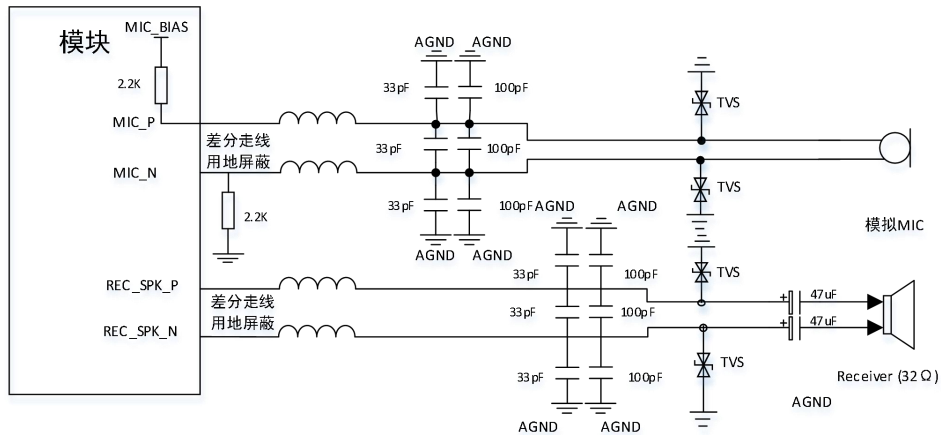 模块
MIC_BIAS
2.2K
MIC_P
MIC_N
差分走线
用地屏蔽
2.2K
AGND
AGND
33pF
100pF
33pF
100pF
33pF
100pF
AGND
AGND
TVS
TVS
模拟MIC
REC_SPK_P
REC_SPK_N
差分走线
用地屏蔽
AGND
AGND
33pF
100pF
33pF
100pF
33pF
100pF
AGND
AGND
TVS
TVS
+
47uF
+
47uF
Receiver (32Ω)
AGND